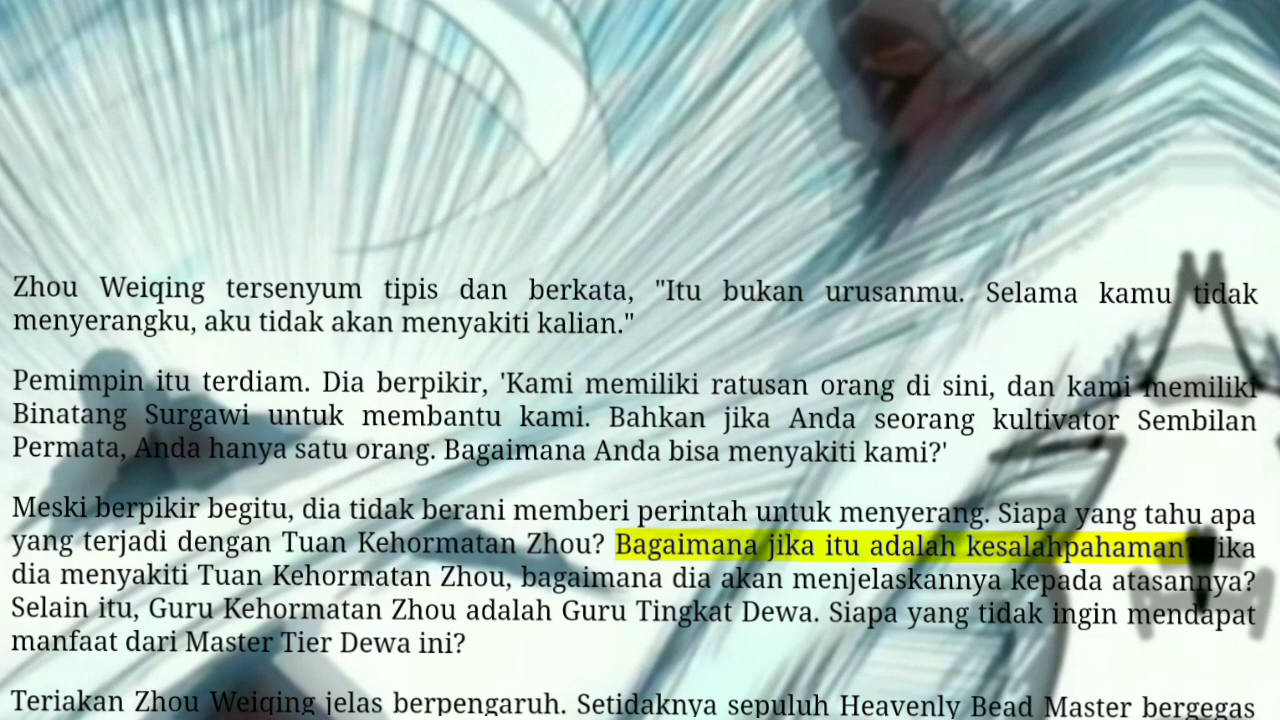 Zhou Weiqing tersenyum tipis dan berkata, "Itu bukan urusanmu. Selama kamu tidak
menyerangku, aku tidak akan menyakiti kalian."
Pemimpin itu terdiam. Dia berpikir, 'Kami memiliki ratusan orang di sini, dan kami memiliki
Binatang Surgawi untuk membantu kami. Bahkan jika Anda seorang kultivator Sembilan
Permata, Anda hanya satu orang. Bagaimana Anda bisa menyakiti kami?'
Meski berpikir begitu, dia tidak berani memberi perintah untuk menyerang. Siapa yang tahu apa
yang terjadi dengan Tuan Kehormatan Zhou? Bagaimana jika itu adalah kesalahpahaman? Jika
dia menyakiti Tuan Kehormatan Zhou, bagaimana dia akan menjelaskannya kepada atasannya?
Selain itu, Guru Kehormatan Zhou adalah Guru Tingkat Dewa. Siapa yang tidak ingin mendapat
manfaat dari Master Tier Dewa ini?
Teriakan Zhou Weiqing jelas berpengaruh. Setidaknya sepuluh Heavenly Bead Master bergegas